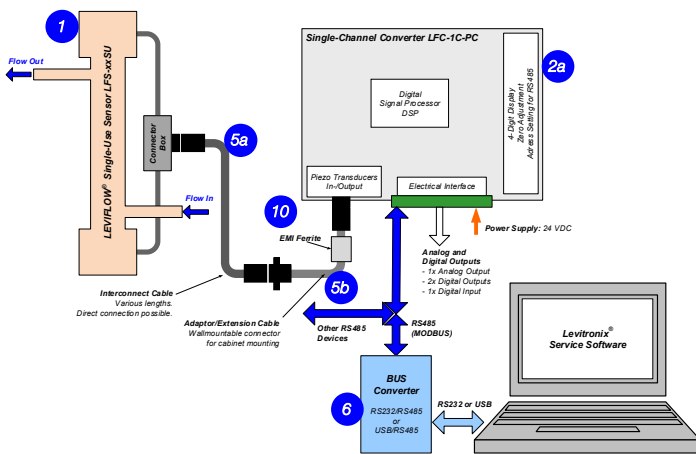 1
Flow Out
LEVIFLOW® Single-Use Sensor LFS-xxSU
Connector
Box
Flow In
5a
Interconnect Cable
Various lengths.
Direct connection possible.
Single-Channel Converter LFC-1C-PC
2a
Digital
Signal Processor
DSP
4-Digit Display
Zero Adjustment
Adress Setting for RS485
Piezo Transducers
In-/Output
Electrical Interface
10
EMI Ferrite
Power Supply: 24 VDC
Analog and
Digital Outputs
- 1x Analog Output
- 2x Digital Outputs
- 1x Digital Input
5b
Adaptor/Extension Cable
Wallmountable connector
for cabinet mounting
Other RS485
Devices
RS485
(MODBUS)
Levitronix®
Service Software
BUS
Converter
6
RS232/RS485
or
USB/RS485
RS232 or USB